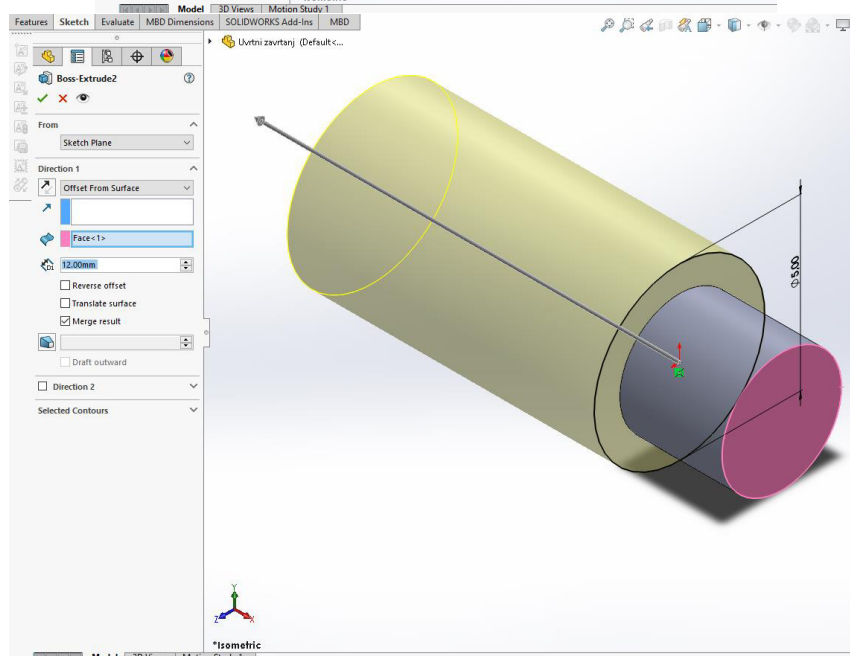 Model 3D Views Motion Study 1
Features Sketch Evaluate MBD Dimensions SOLIDWORKS Add-Ins MBD
Uvrtni zavrtanj (Default<...
Boss-Extrude2
From
Sketch Plane
Direction 1
Offset From Surface
Face<1>
D1 12.00mm
Reverse offset
Translate surface
Merge result
Draft outward
Direction 2
Selected Contours
Ø5.00
Y
Z X
*Isometric